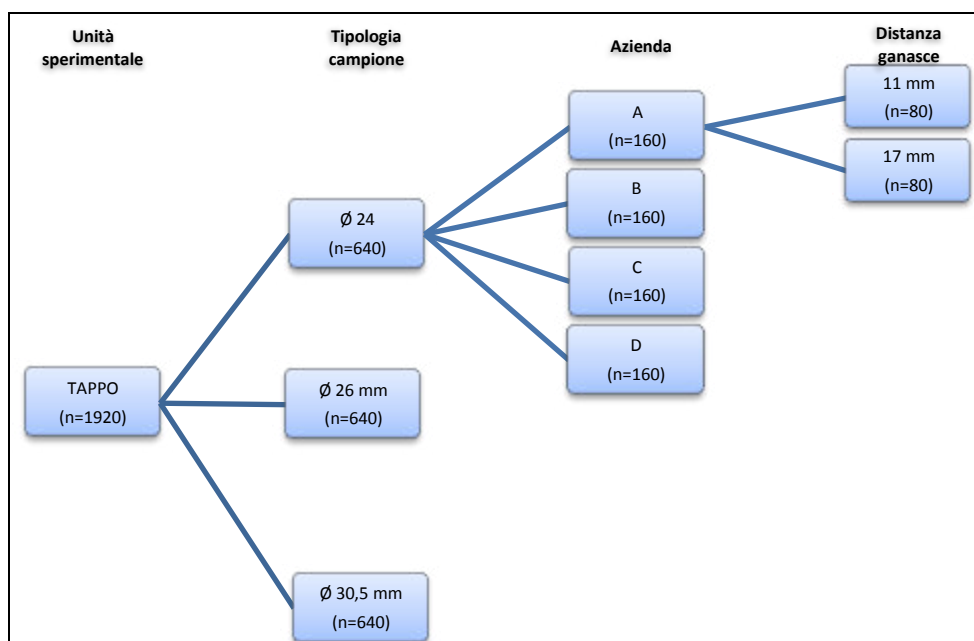 Unità
sperimentale
Tipologia
campione
Azienda
Distanza
ganasce
TAPPO
(n=1920)
Ø 24
(n=640)
Ø 26 mm
(n=640)
Ø 30,5 mm
(n=640)
A
(n=160)
B
(n=160)
C
(n=160)
D
(n=160)
11 mm
(n=80)
17 mm
(n=80)